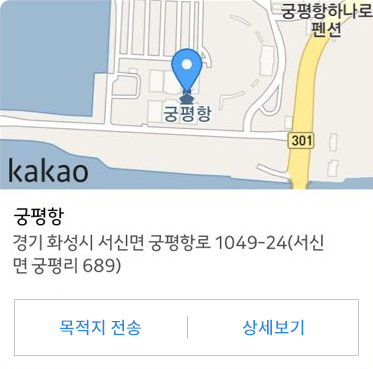 궁평항하나로
펜션
궁평항
301
kakao
궁평항
경기 화성시 서신면 궁평항로 1049-24(서신
면 궁평리 689)
목적지 전송
상세보기